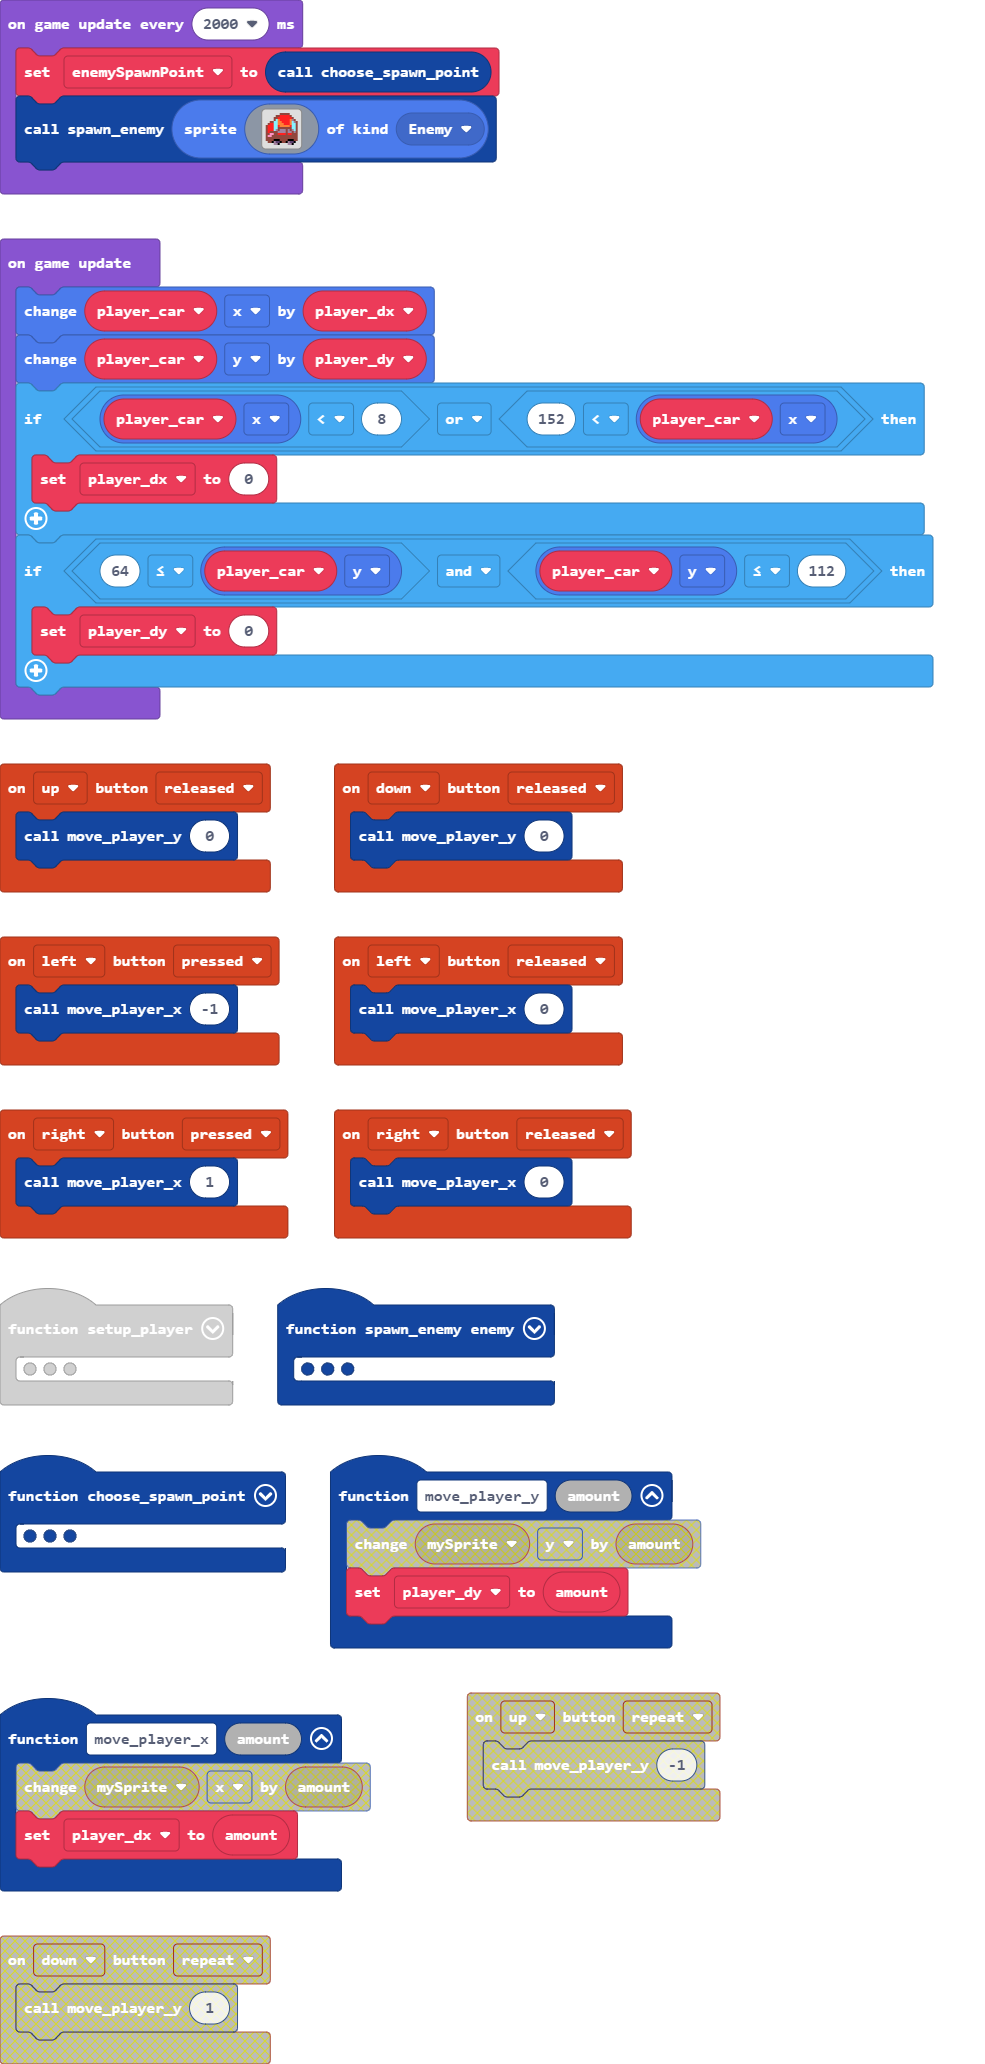 on game update every 2000 ms
set enemySpawnPoint to call choose_spawn_point
call spawn_enemy sprite of kind Enemy
on game update
change player_car x by player_dx
change player_car y by player_dy
if player_car x < 8 or 152 < player_car x then
set player_dx to 0
if 64 ≤ player_car y and player_car y ≤ 112 then
set player_dy to 0
on up button released
call move_player_y 0
on down button released
call move_player_y 0
on left button pressed
call move_player_x -1
on left button released
call move_player_x 0
on right button pressed
call move_player_x 1
on right button released
call move_player_x 0
function setup_player
function spawn_enemy enemy
function choose_spawn_point
function move_player_y amount
change mySprite y by amount
set player_dy to amount
function move_player_x amount
change mySprite x by amount
set player_dx to amount
on up button repeat
call move_player_y -1
on down button repeat
call move_player_y 1